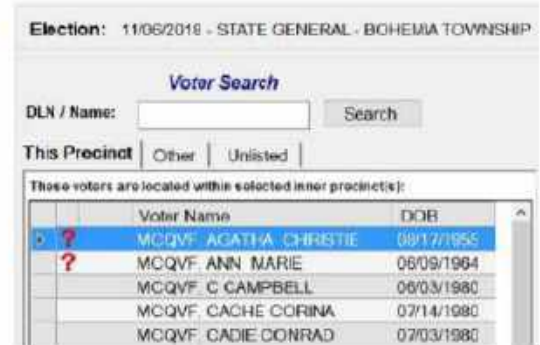 Election: 11/06/2018 - STATE GENERAL - BOHEMIA TOWNSHIP
Voter Search
DLN / Name:
Search
This Precinct | Other | Unlisted |
These voters are located within selected inner precinct(s):
Voter Name DOB
? MCQVF, AGATHA CHRISTIE 08/17/1955
? MCQVF, ANN MARIE 06/09/1964
MCQVF, C CAMPBELL 06/03/1980
MCQVF, CACHE CORINA 07/14/1980
MCQVF, CADIE CONRAD 07/03/1980